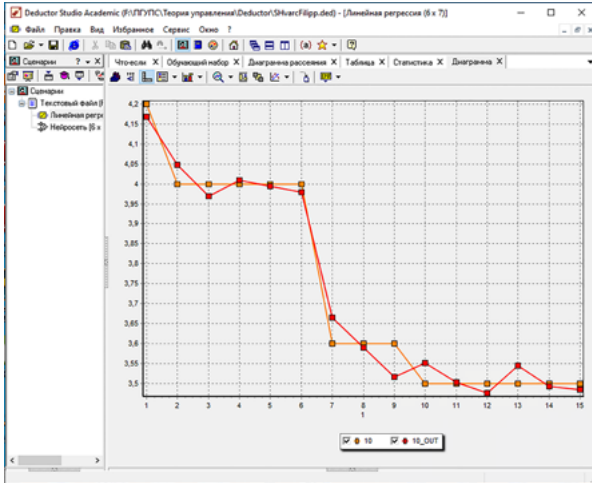 Deductor Studio Academic (F:\ПГУПС\Теория управления\Deductor\SHvarcFilipp.ded) - [Линейная регрессия (6 x 7)]
Файл Правка Вид Избранное Сервис Окно ?
Сценарии ? X
Что-если X Обучающий набор X Диаграмма рассеяния X Таблица X Статистика X Диаграмма X
Сценарии
Текстовый файл (
Линейная регр
Нейросеть [6 x
4,2
4,15
4,1
4,05
4
3,95
3,9
3,85
3,8
3,75
3,7
3,65
3,6
3,55
3,5
1 2 3 4 5 6 7 8 9 10 11 12 13 14 15
1
10 10_OUT